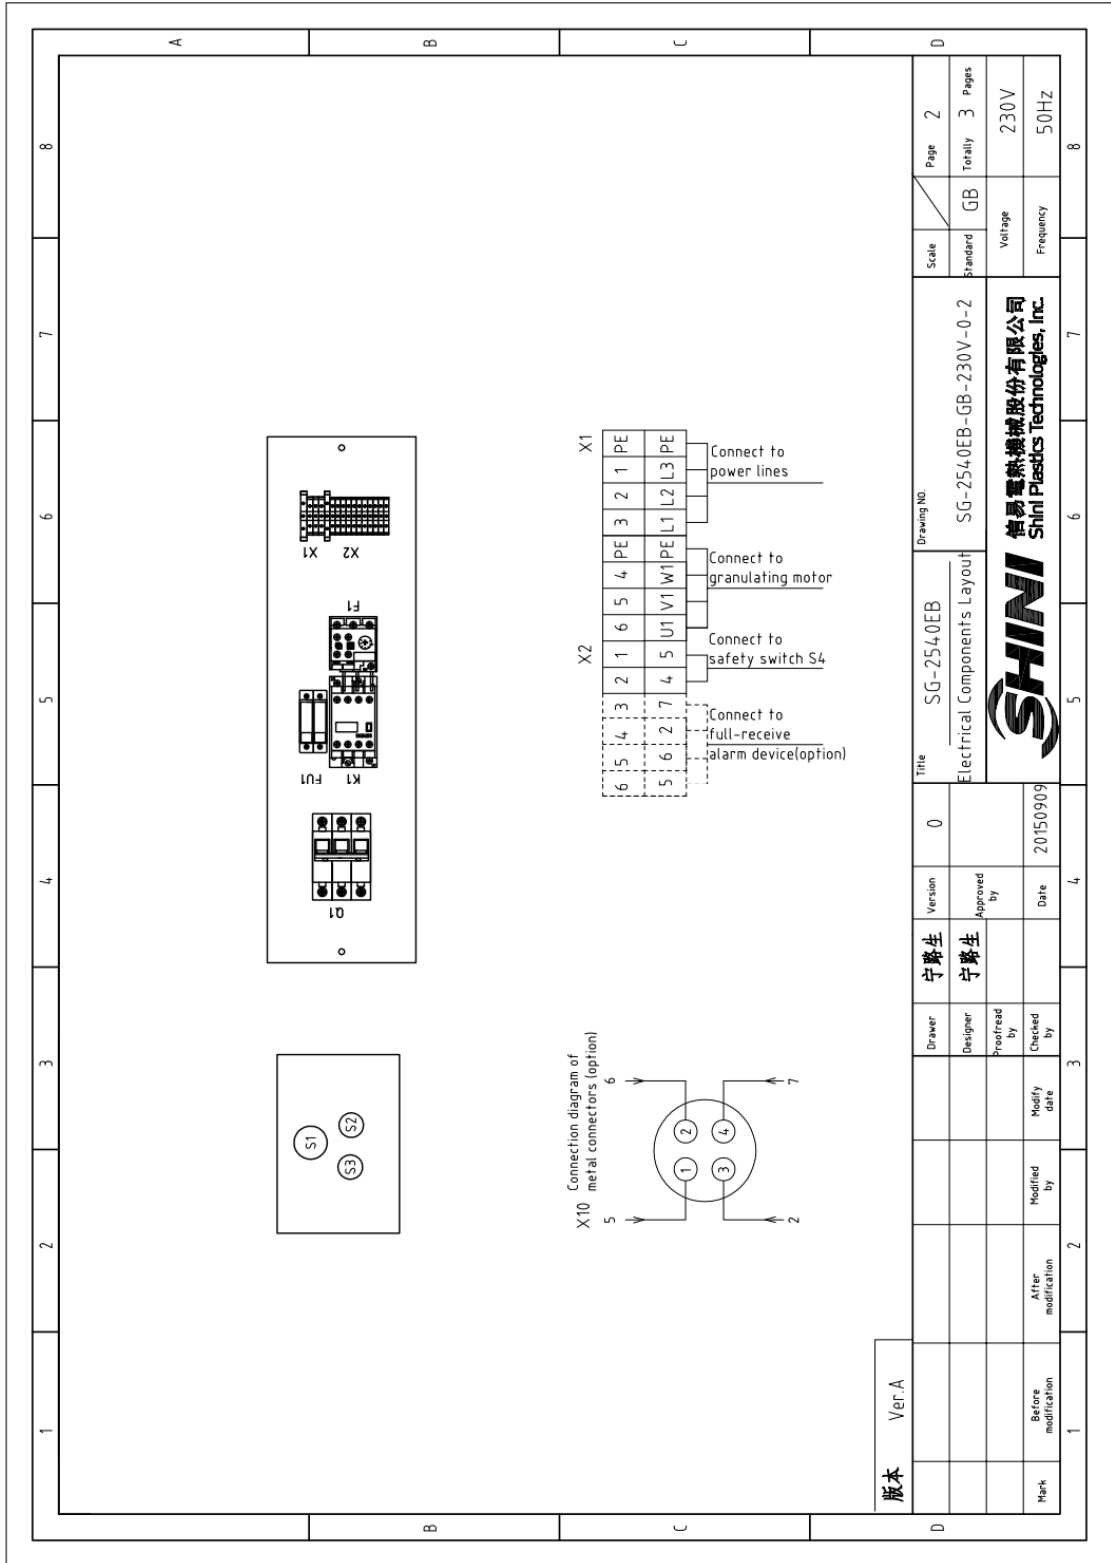 1 2 3 4 5 6 7 8
A
B
B
C
C
D
D
S1
S3 S2
Q1
FU1
K1
F1
X1
X2
X10
Connection diagram of
metal connectors (option)
5 6
1 2
3 4
2 7
X2 X1
6 5 4 3 2 1 6 5 4 PE 3 2 1 PE
5 6 2 7 4 5 U1 V1 W1 PE L1 L2 L3 PE
Connect to
full-receive
alarm device(option)
Connect to
safety switch S4
Connect to
granulating motor
Connect to
power lines
版本 Ver.A
Mark
Before
modification
After
modification
Modified
by
Modify
date
Drawer 宁路生
Designer 宁路生
Proofread
by
Checked
by
Version 0
Approved
by
Date 20150909
Title
SG-2540EB
Electrical Components Layout
Drawing NO.
SG-2540EB-GB-230V-0-2
SHINI
信易電熱機械股份有限公司
Shini Plastics Technologies, Inc.
Scale
Page 2
Standard GB
Totally 3 Pages
Voltage 230V
Frequency 50Hz
1 2 3 4 5 6 7 8